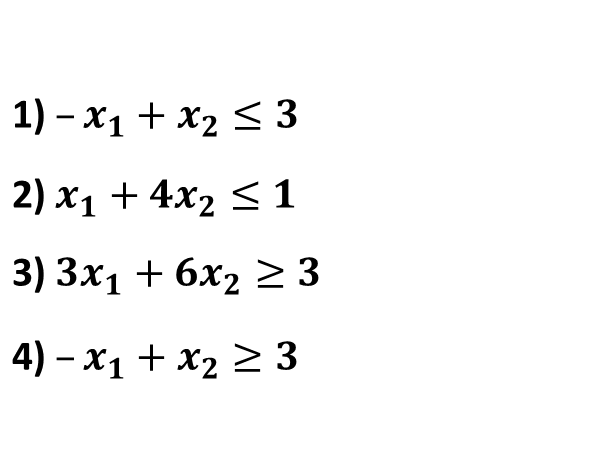 1) – x₁ + x₂ ≤ 3
2) x₁ + 4x₂ ≤ 1
3) 3x₁ + 6x₂ ≥ 3
4) – x₁ + x₂ ≥ 3